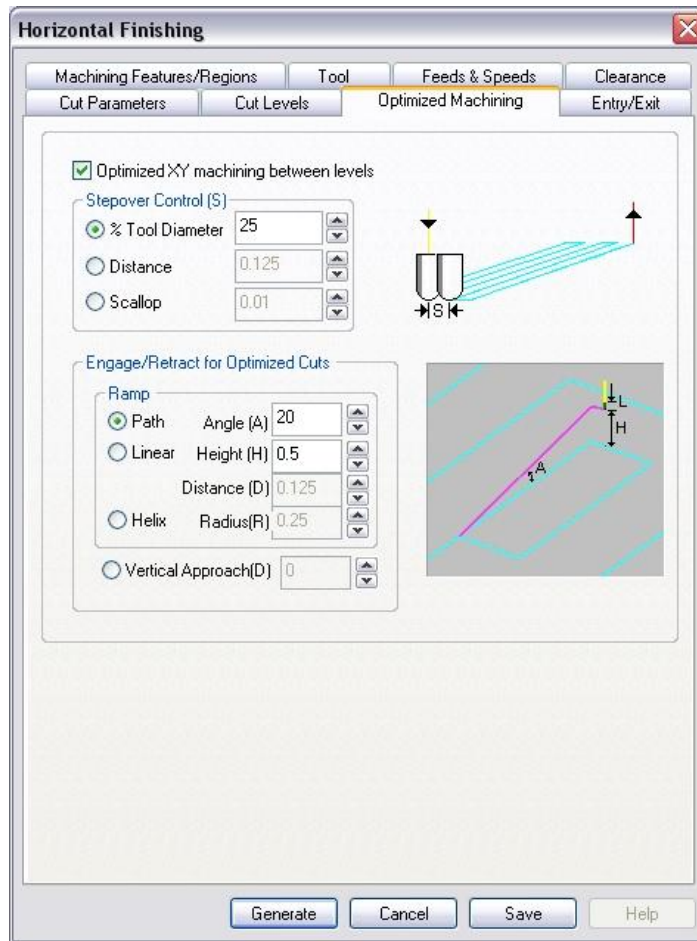 Horizontal Finishing
Machining Features/Regions Tool Feeds & Speeds Clearance
Cut Parameters Cut Levels Optimized Machining Entry/Exit
Optimized XY machining between levels
Stepover Control (S)
% Tool Diameter 25
Distance 0.125
Scallop 0.01
S
Engage/Retract for Optimized Cuts
Ramp
Path Angle (A) 20
Linear Height (H) 0.5
Distance (D) 0.125
Helix Radius(R) 0.25
Vertical Approach(D) 0
L
H
A
Generate Cancel Save Help